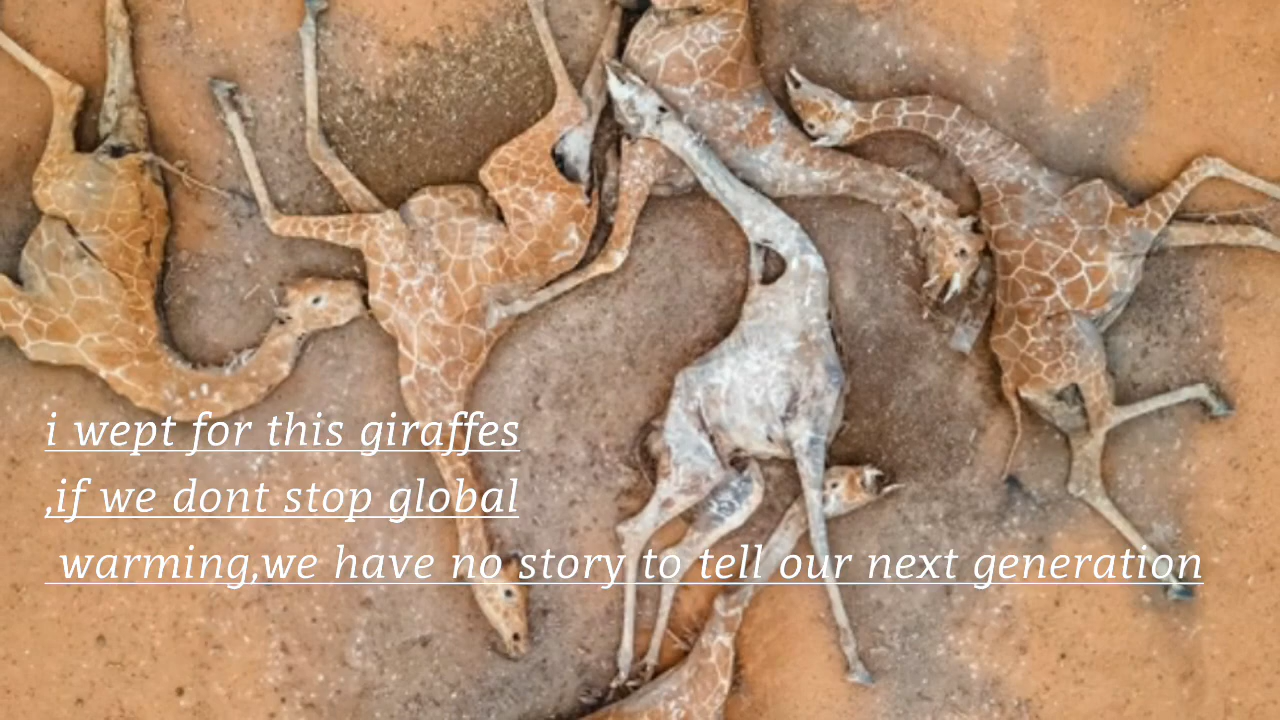 i wept for this giraffes
,if we dont stop global
warming,we have no story to tell our next generation